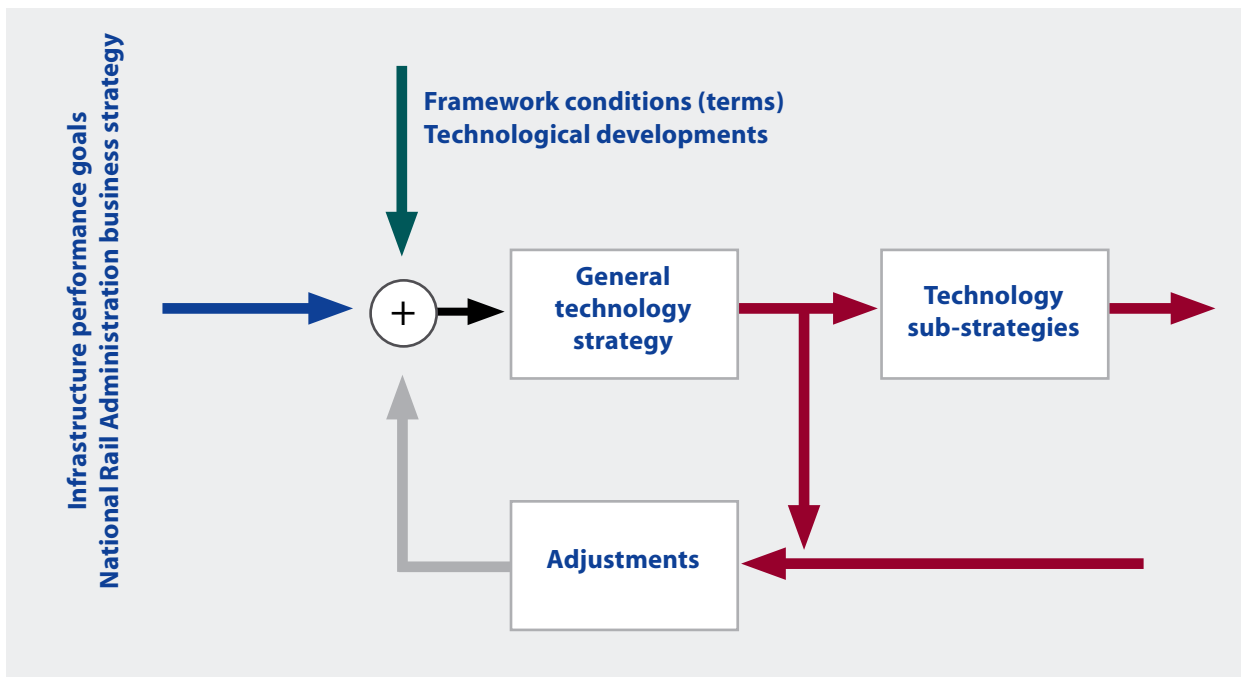 Infrastructure performance goals
National Rail Administration business strategy
Framework conditions (terms)
Technological developments
+
General
technology
strategy
Technology
sub-strategies
Adjustments